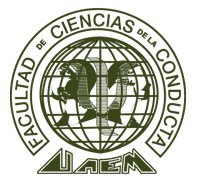 FACULTAD DE CIENCIAS DE LA CONDUCTA
UAEM